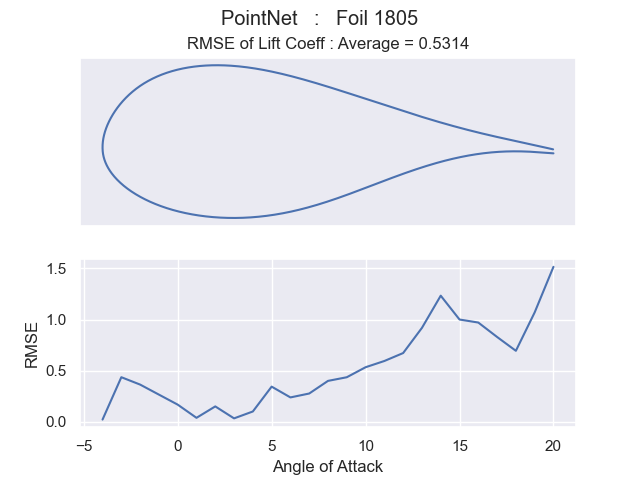 PointNet   :   Foil 1805
RMSE of Lift Coeff : Average = 0.5314
1.5
1.0
0.5
0.0
RMSE
−5 0 5 10 15 20
Angle of Attack